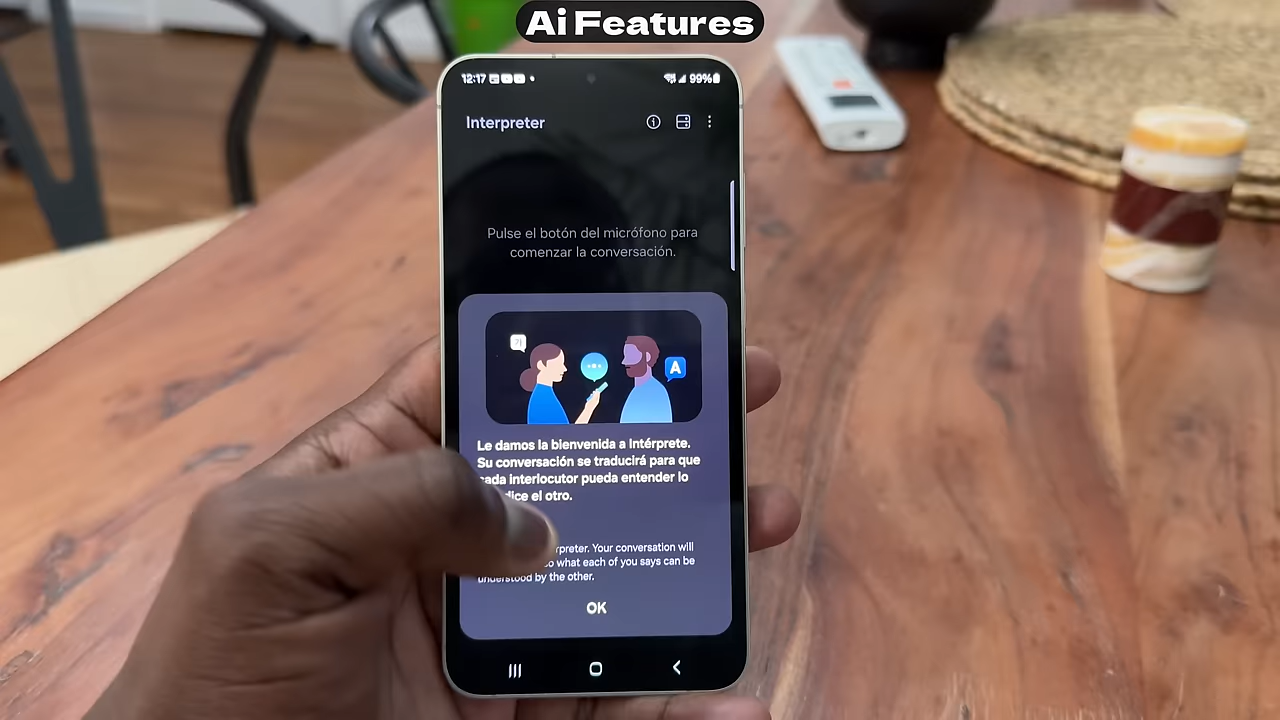 Ai Features
12:17 99%
Interpreter
Pulse el botón del micrófono para
comenzar la conversación.
A
Le damos la bienvenida a Intérprete.
Su conversación se traducirá para que
cada interlocutor pueda entender lo
dice el otro.
rpreter. Your conversation will
o what each of you says can be
understood by the other.
OK